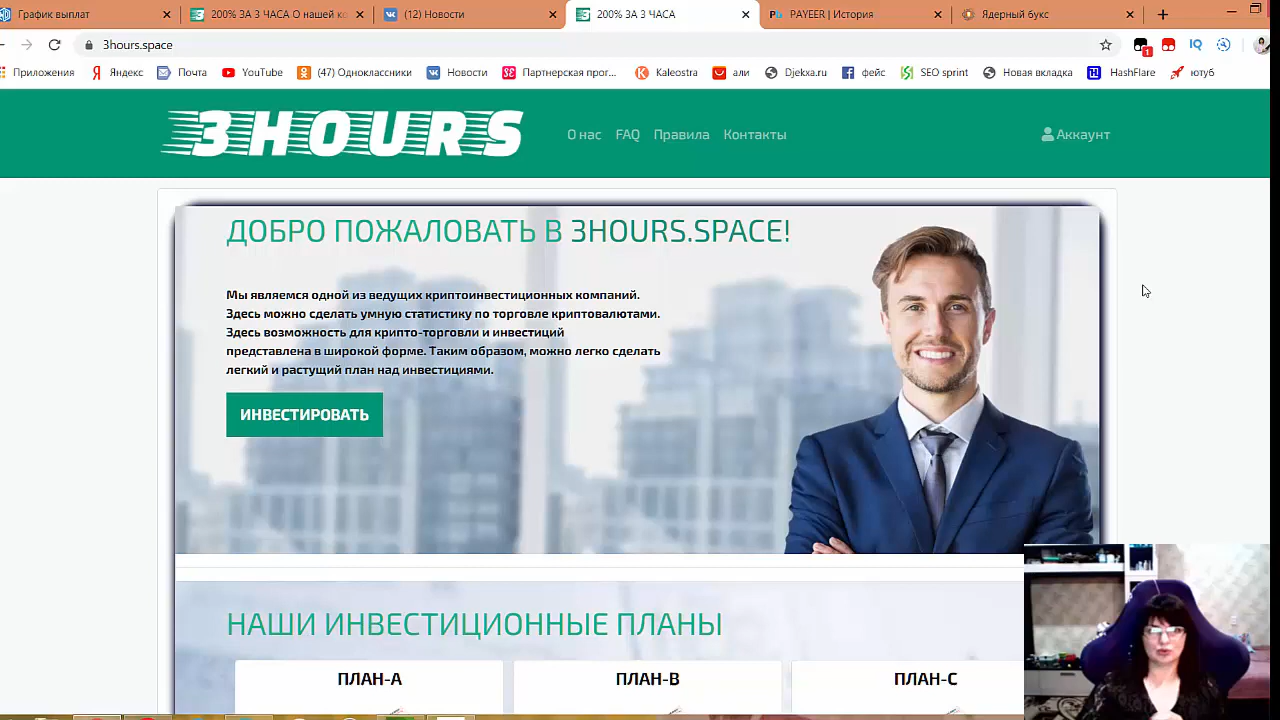 График выплат
200% ЗА 3 ЧАСА О нашей ко
(12) Новости
200% ЗА 3 ЧАСА
PAYEER | История
Ядерный букс
3hours.space
1
IQ
Приложения
Яндекс
Почта
YouTube
(47) Одноклассники
Новости
Партнерская прог...
Kaleostra
али
Djekxa.ru
фейс
SEO sprint
Новая вкладка
HashFlare
ютуб
3HOURS
О нас
FAQ
Правила
Контакты
Аккаунт
ДОБРО ПОЖАЛОВАТЬ В 3HOURS.SPACE!
Мы являемся одной из ведущих криптоинвестиционных компаний.
Здесь можно сделать умную статистику по торговле криптовалютами.
Здесь возможность для крипто-торговли и инвестиций
представлена в широкой форме. Таким образом, можно легко сделать
легкий и растущий план над инвестициями.
ИНВЕСТИРОВАТЬ
НАШИ ИНВЕСТИЦИОННЫЕ ПЛАНЫ
ПЛАН-A
ПЛАН-B
ПЛАН-C